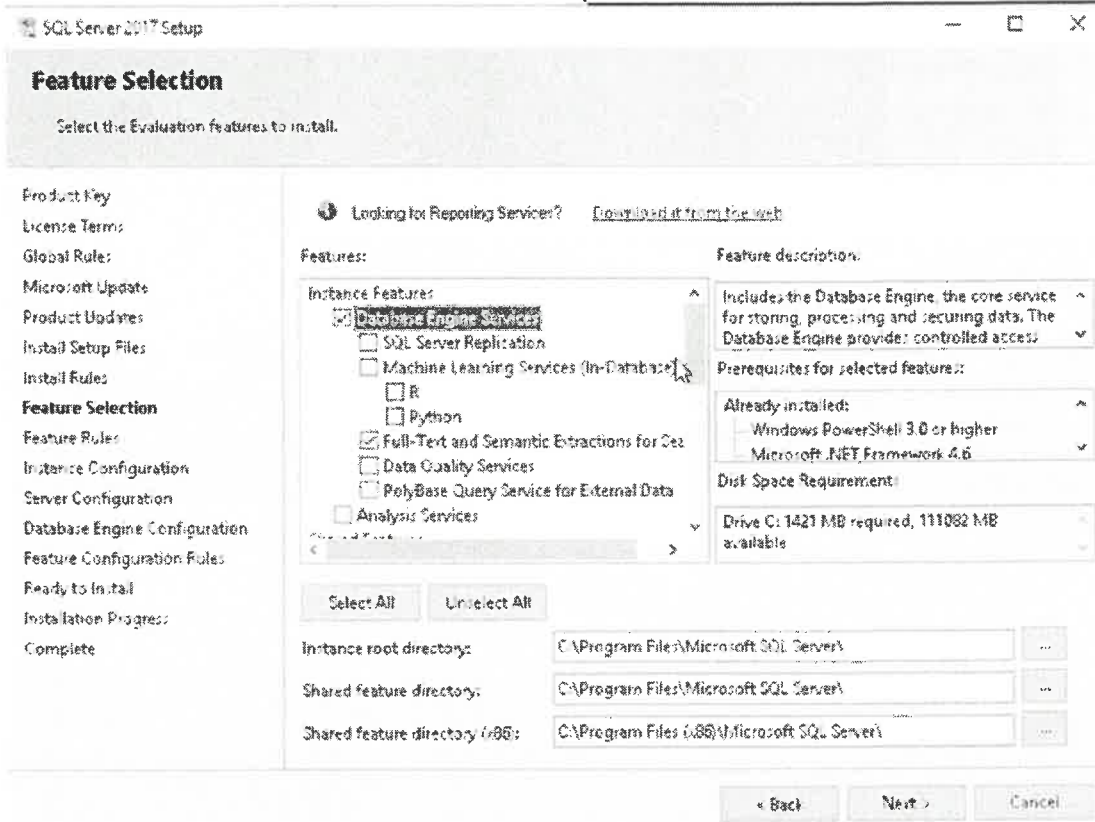 SQL Server 2017 Setup
Feature Selection
Select the Evaluation features to install.
Product Key
License Terms
Global Rules
Microsoft Update
Product Updates
Install Setup Files
Install Rules
Feature Selection
Feature Rules
Instance Configuration
Server Configuration
Database Engine Configuration
Feature Configuration Rules
Ready to Install
Installation Progress
Complete
Looking for Reporting Services? Download it from the web
Features:
Instance Features
Database Engine Services
SQL Server Replication
Machine Learning Services (In-Database)
R
Python
Full-Text and Semantic Extractions for Sea
Data Quality Services
PolyBase Query Service for External Data
Analysis Services
Shared Features
Feature description:
Includes the Database Engine, the core service
for storing, processing and securing data. The
Database Engine provides controlled access
Prerequisites for selected features:
Already installed:
Windows PowerShell 3.0 or higher
Microsoft .NET Framework 4.6
Disk Space Requirements
Drive C: 1421 MB required, 111082 MB
available
Select All Unselect All
Instance root directory: C:\Program Files\Microsoft SQL Server\ ...
Shared feature directory: C:\Program Files\Microsoft SQL Server\ ...
Shared feature directory (x86): C:\Program Files (x86)\Microsoft SQL Server\ ...
< Back Next > Cancel